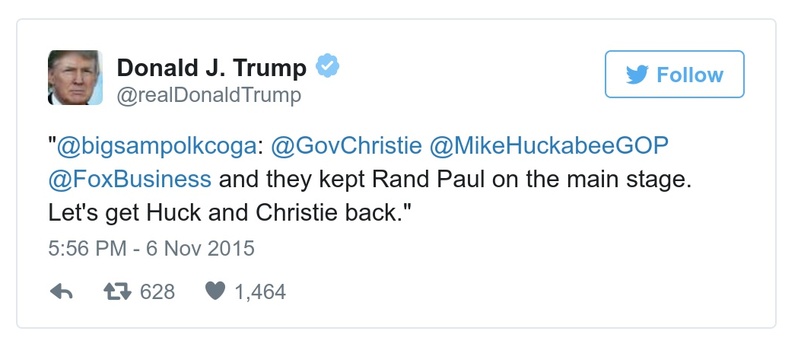 Donald J. Trump
@realDonaldTrump
Follow
"@bigsampolkcoga: @GovChristie @MikeHuckabeeGOP
@FoxBusiness and they kept Rand Paul on the main stage.
Let's get Huck and Christie back."
5:56 PM - 6 Nov 2015
628 1,464